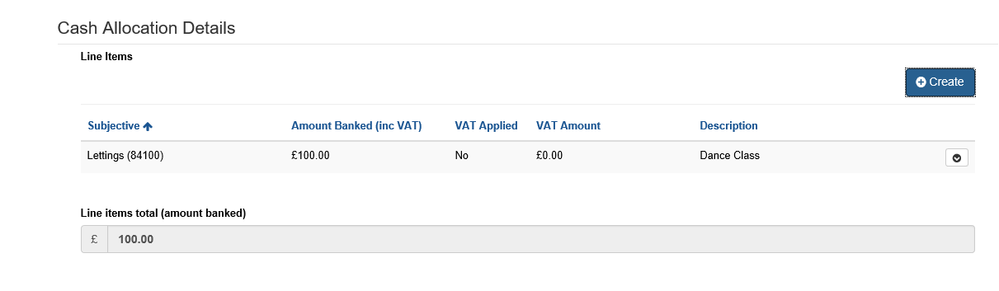 Cash Allocation Details
Line Items
Create
Subjective Amount Banked (inc VAT) VAT Applied VAT Amount Description
Lettings (84100) £100.00 No £0.00 Dance Class
Line items total (amount banked)
£ 100.00